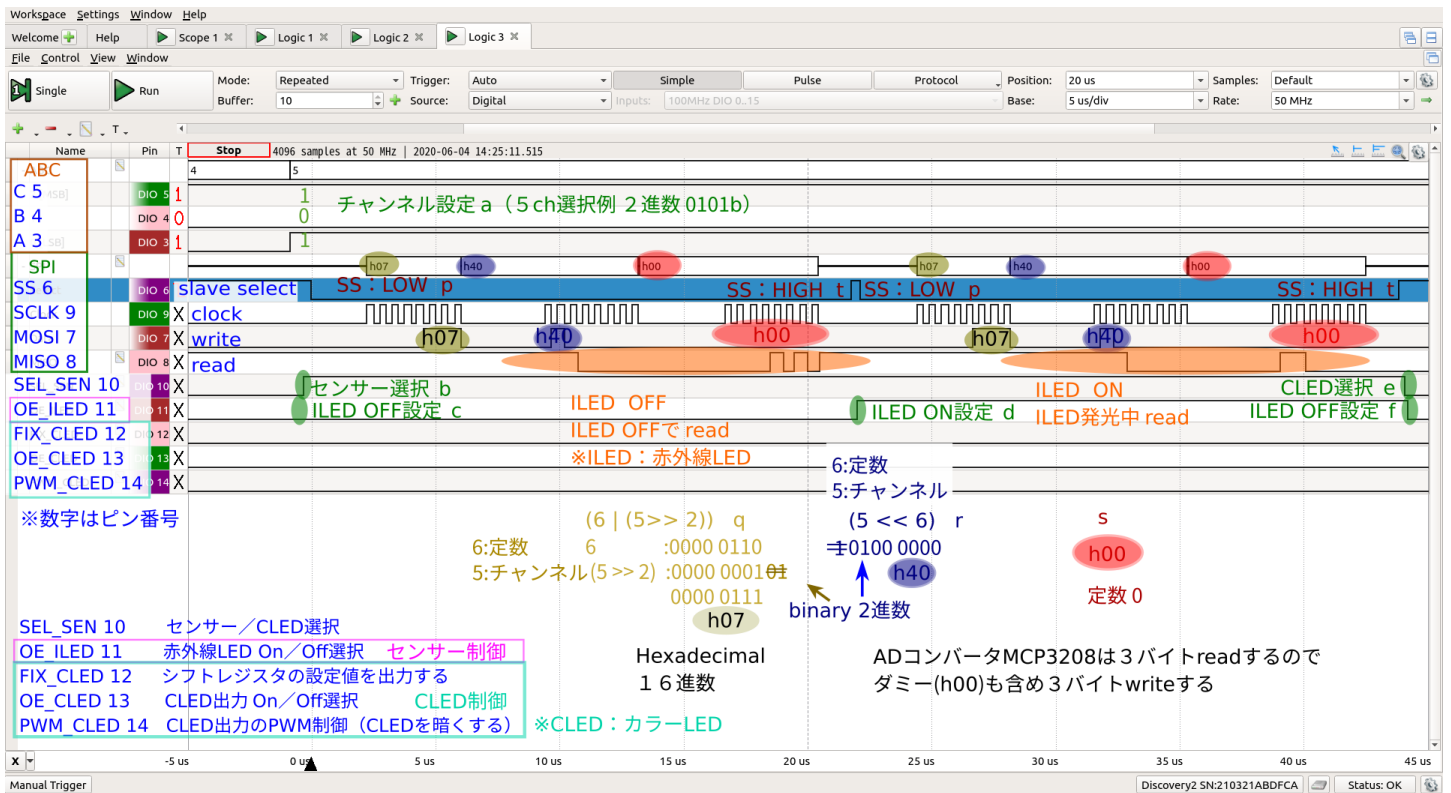 Workspace Settings Window Help
Welcome Help Scope 1 Logic 1 Logic 2 Logic 3
File Control View Window
Single Run Mode: Repeated Trigger: Auto Simple Pulse Protocol Position: 20 us Samples: Default
Buffer: 10 Source: Digital Inputs: 100MHz DIO 0..15 Base: 5 us/div Rate: 50 MHz
T
Name Pin T Stop 4096 samples at 50 MHz | 2020-06-04 14:25:11.515
ABC 4 5
C 5 DIO 5 1 1 チャンネル設定 a（５ch選択例 ２進数 0101b）
B 4 DIO 4 0 0
A 3 DIO 3 1 1
SPI h07 h40 h00 h07 h40 h00
SS 6 DIO 6 slave select SS：LOW p SS：HIGH t SS：LOW p SS：HIGH t
SCLK 9 DIO 9 X clock
MOSI 7 DIO 7 X write h07 h40 h00 h07 h40 h00
MISO 8 DIO 8 X read
SEL_SEN 10 DIO 10 X センサー選択 b ILED OFF ILED ON CLED選択 e
OE_ILED 11 DIO 11 X ILED OFF設定 c ILED ON設定 d ILED発光中 read ILED OFF設定 f
FIX_CLED 12 DIO 12 X ILED OFFで read
OE_CLED 13 13 X ※ILED：赤外線LED
PWM_CLED 14 14 X
6:定数
5:チャンネル
※数字はピン番号
(6 | (5>> 2)) q
6:定数 6 :0000 0110
5:チャンネル(5 >> 2) :0000 000101
0000 0111
h07
(5 << 6) r
10100 0000
h40
binary 2進数
s
h00
定数 0
Hexadecimal
１６進数
ADコンバータMCP3208は３バイトreadするので
ダミー(h00)も含め３バイトwriteする
SEL_SEN 10 センサー／CLED選択
OE_ILED 11 赤外線LED On／Off選択 センサー制御
FIX_CLED 12 シフトレジスタの設定値を出力する
OE_CLED 13 CLED出力 On／Off選択 CLED制御
PWM_CLED 14 CLED出力のPWM制御（CLEDを暗くする） ※CLED：カラーLED
X -5 us 0 us 5 us 10 us 15 us 20 us 25 us 30 us 35 us 40 us 45 us
Manual Trigger Discovery2 SN:210321ABDFCA Status: OK